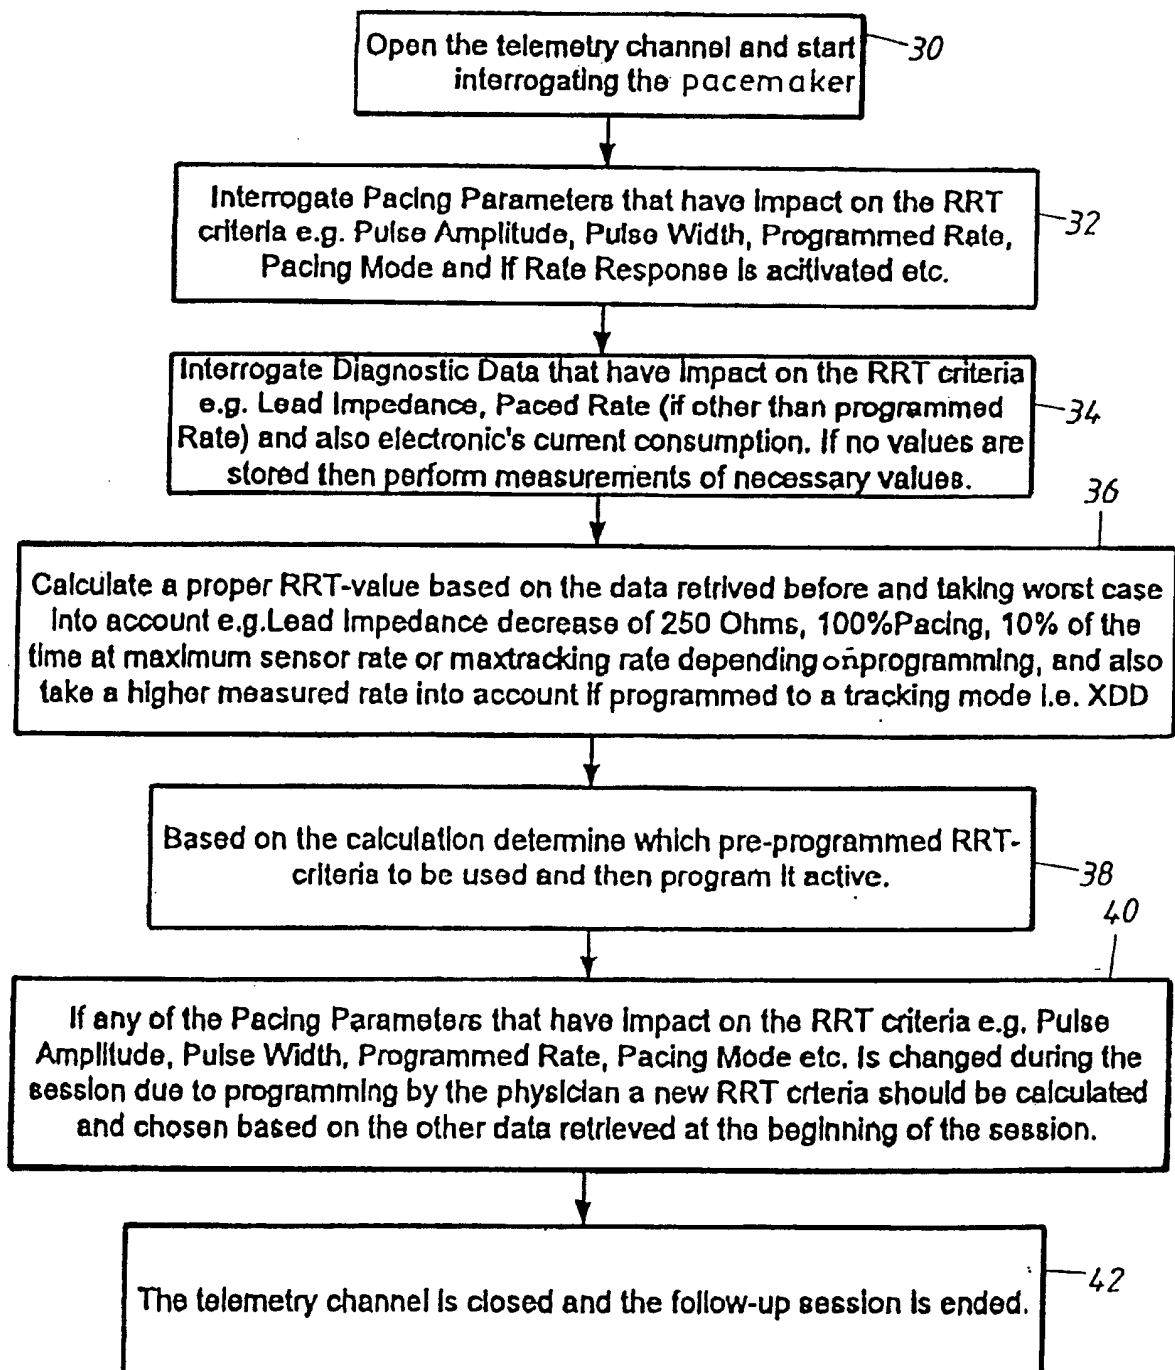 Open the telemetry channel and start
interrogating the pacemaker
30
Interrogate Pacing Parameters that have impact on the RRT
criteria e.g. Pulse Amplitude, Pulse Width, Programmed Rate,
Pacing Mode and if Rate Response is acitivated etc.
32
Interrogate Diagnostic Data that have impact on the RRT criteria
e.g. Lead Impedance, Paced Rate (if other than programmed
Rate) and also electronic's current consumption. If no values are
stored then perform measurements of necessary values.
34
36
Calculate a proper RRT-value based on the data retrived before and taking worst case
into account e.g.Lead Impedance decrease of 250 Ohms, 100%Pacing, 10% of the
time at maximum sensor rate or maxtracking rate depending on programming, and also
take a higher measured rate into account if programmed to a tracking mode i.e. XDD
Based on the calculation determine which pre-programmed RRT-
criteria to be used and then program it active.
38
40
If any of the Pacing Parameters that have impact on the RRT criteria e.g. Pulse
Amplitude, Pulse Width, Programmed Rate, Pacing Mode etc. is changed during the
session due to programming by the physician a new RRT crteria should be calculated
and chosen based on the other data retrieved at the beginning of the session.
The telemetry channel is closed and the follow-up session is ended.
42